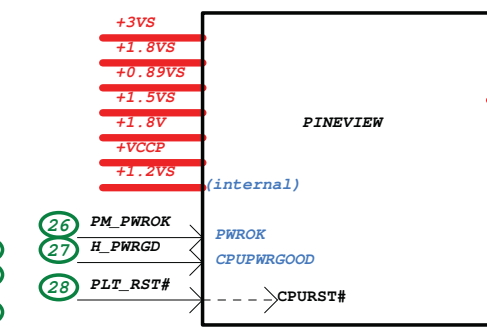 +3VS
+1.8VS
+0.89VS
+1.5VS
+1.8V
PINEVIEW
+VCCP
+1.2VS
(internal)
26 PM_PWROK PWROK
27 H_PWRGD CPUPWRGOOD
28 PLT_RST# CPURST#